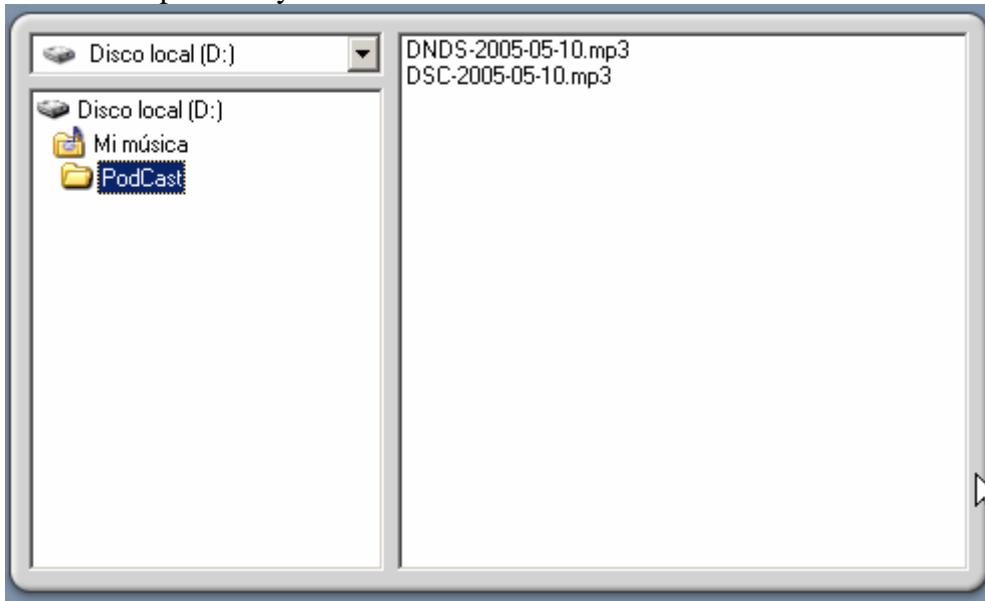 Disco local (D:)
Disco local (D:)
Mi música
PodCast
DNDS-2005-05-10.mp3
DSC-2005-05-10.mp3